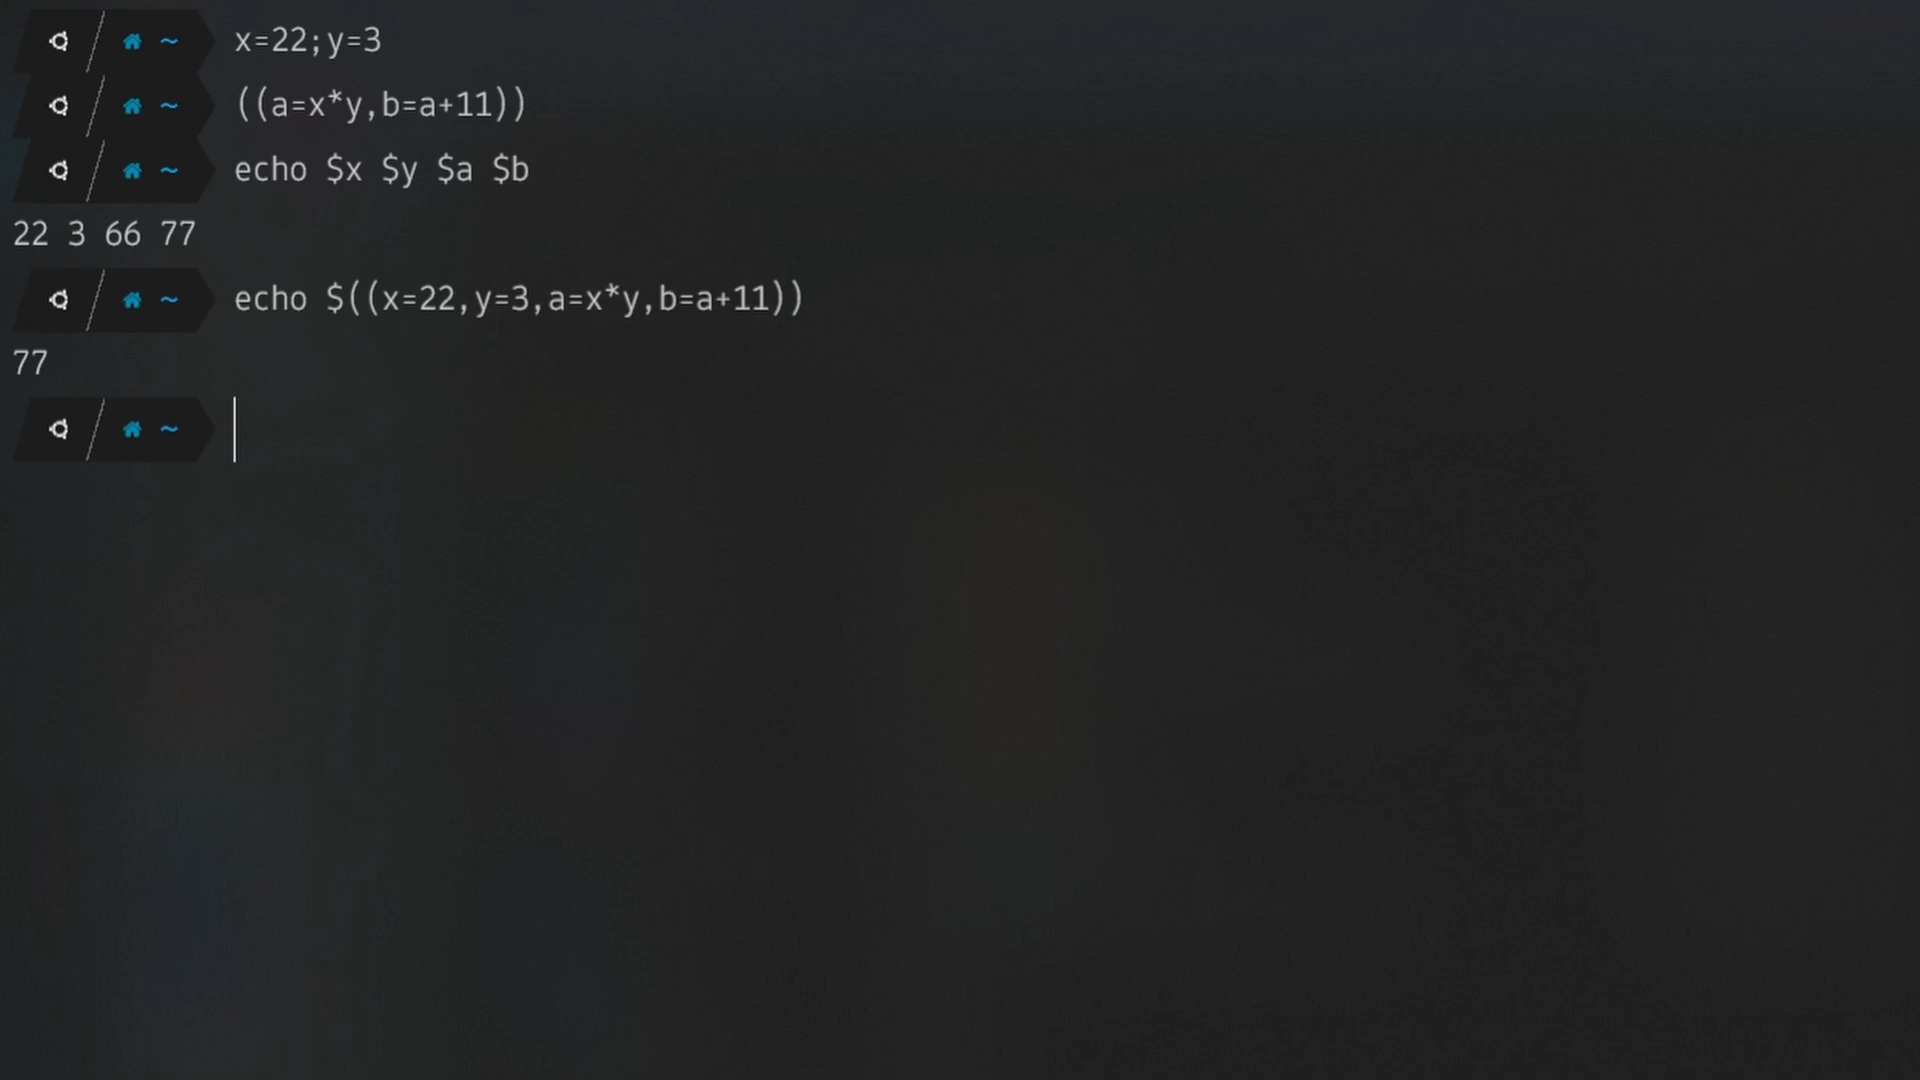 ~ x=22;y=3
~ ((a=x*y,b=a+11))
~ echo $x $y $a $b
22 3 66 77
~ echo $((x=22,y=3,a=x*y,b=a+11))
77
~